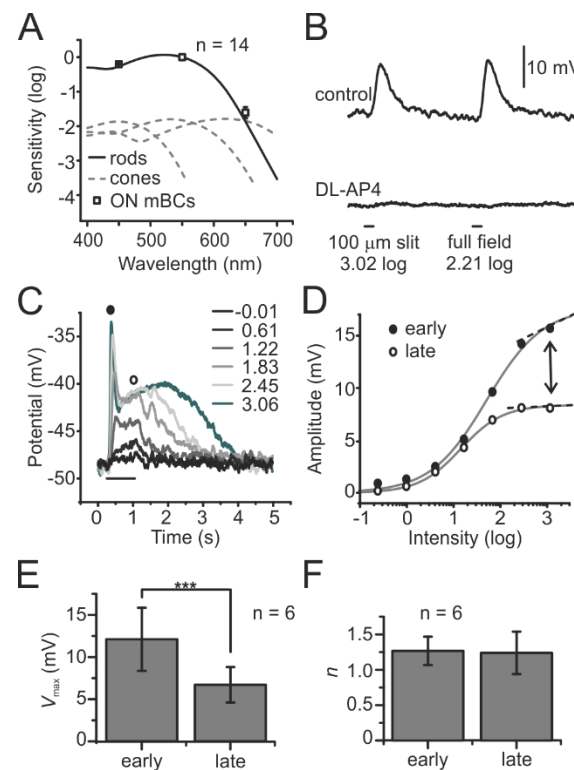 A
n = 14
Sensitivity (log)
0
-1
-2
-3
-4
rods
cones
ON mBCs
400 500 600 700
Wavelength (nm)
B
10 mV
control
DL-AP4
100 μm slit
3.02 log
full field
2.21 log
C
Potential (mV)
-35
-40
-45
-50
-0.01
0.61
1.22
1.83
2.45
3.06
0 1 2 3 4 5
Time (s)
D
Amplitude (mV)
15
10
5
0
early
late
-1 0 1 2 3
Intensity (log)
E
Vmax (mV)
15
10
5
0
***
n = 6
early late
F
n
1.5
1.0
0.5
0.0
n = 6
early late